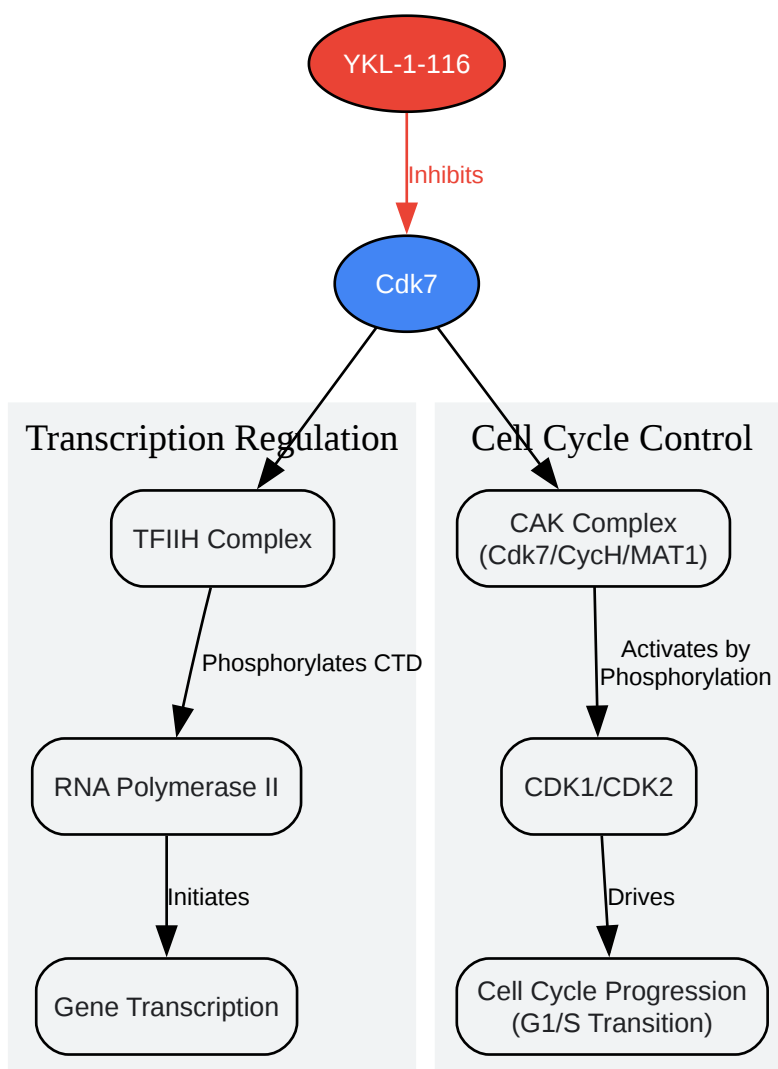 YKL-1-116
Inhibits
Cdk7
Transcription Regulation
TFIIH Complex
Phosphorylates CTD
RNA Polymerase II
Initiates
Gene Transcription
Cell Cycle Control
CAK Complex
(Cdk7/CycH/MAT1)
Activates by
Phosphorylation
CDK1/CDK2
Drives
Cell Cycle Progression
(G1/S Transition)